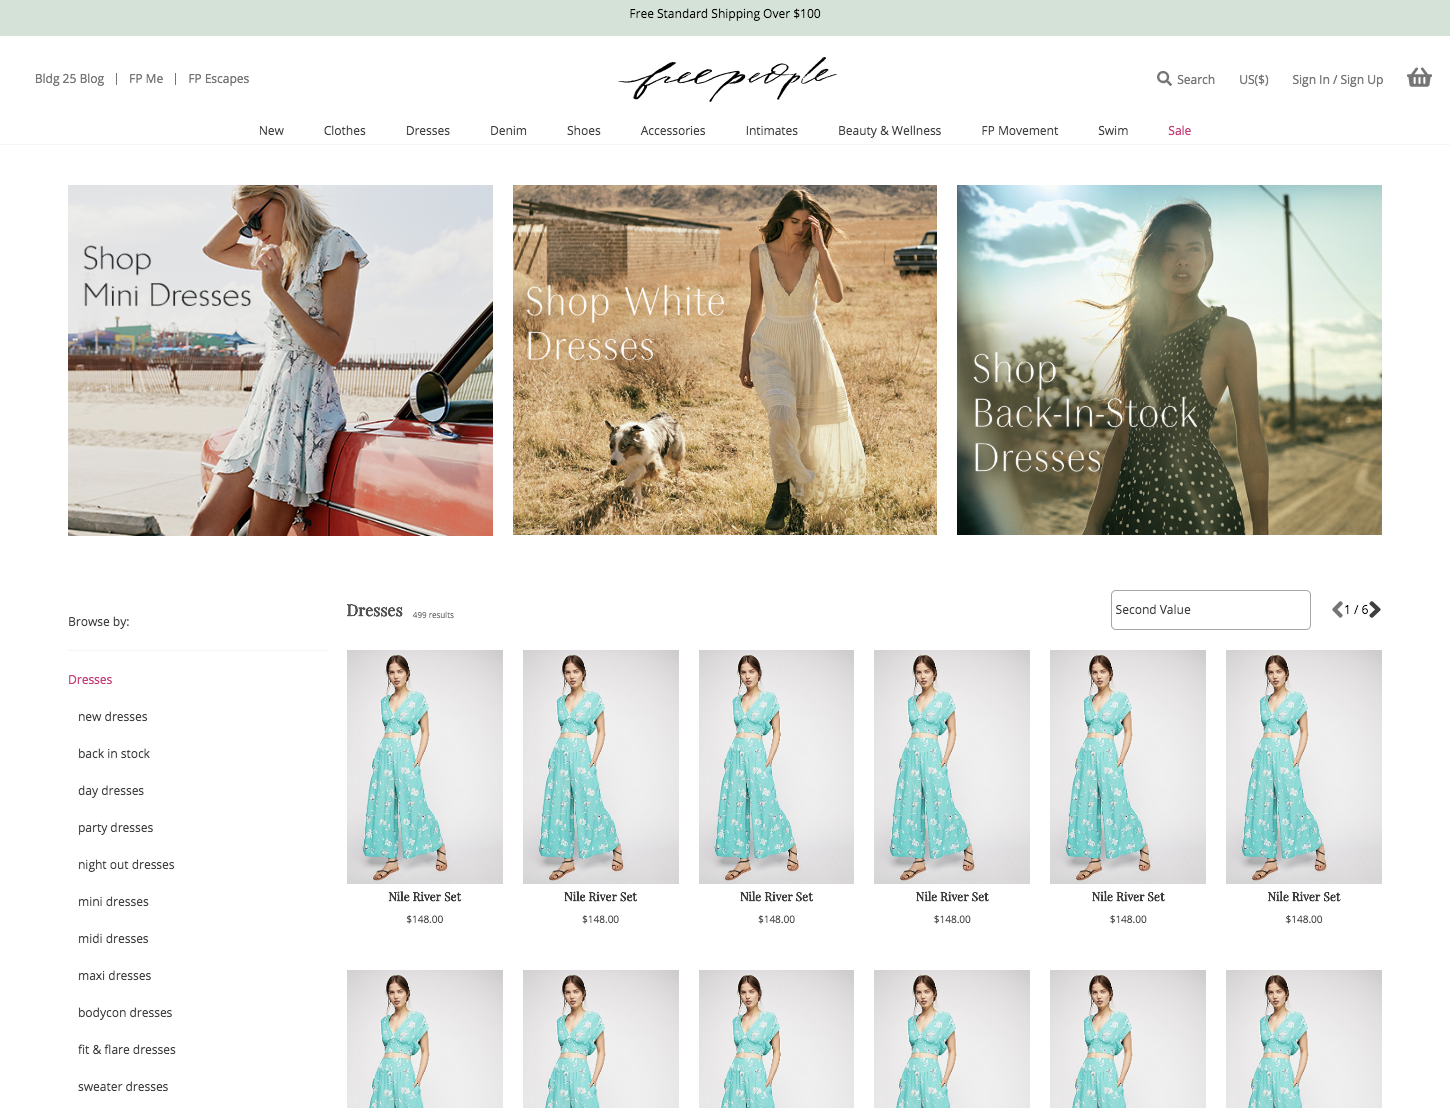 Free Standard Shipping Over $100
Bldg 25 Blog | FP Me | FP Escapes
free people
Search US($) Sign In / Sign Up
New Clothes Dresses Denim Shoes Accessories Intimates Beauty & Wellness FP Movement Swim Sale
Shop
Mini Dresses
Shop White
Dresses
Shop
Back-In-Stock
Dresses
Browse by:
Dresses
new dresses
back in stock
day dresses
party dresses
night out dresses
mini dresses
midi dresses
maxi dresses
bodycon dresses
fit & flare dresses
sweater dresses
Dresses 499 results
Second Value
1 / 6
Nile River Set Nile River Set Nile River Set Nile River Set Nile River Set Nile River Set
$148.00 $148.00 $148.00 $148.00 $148.00 $148.00